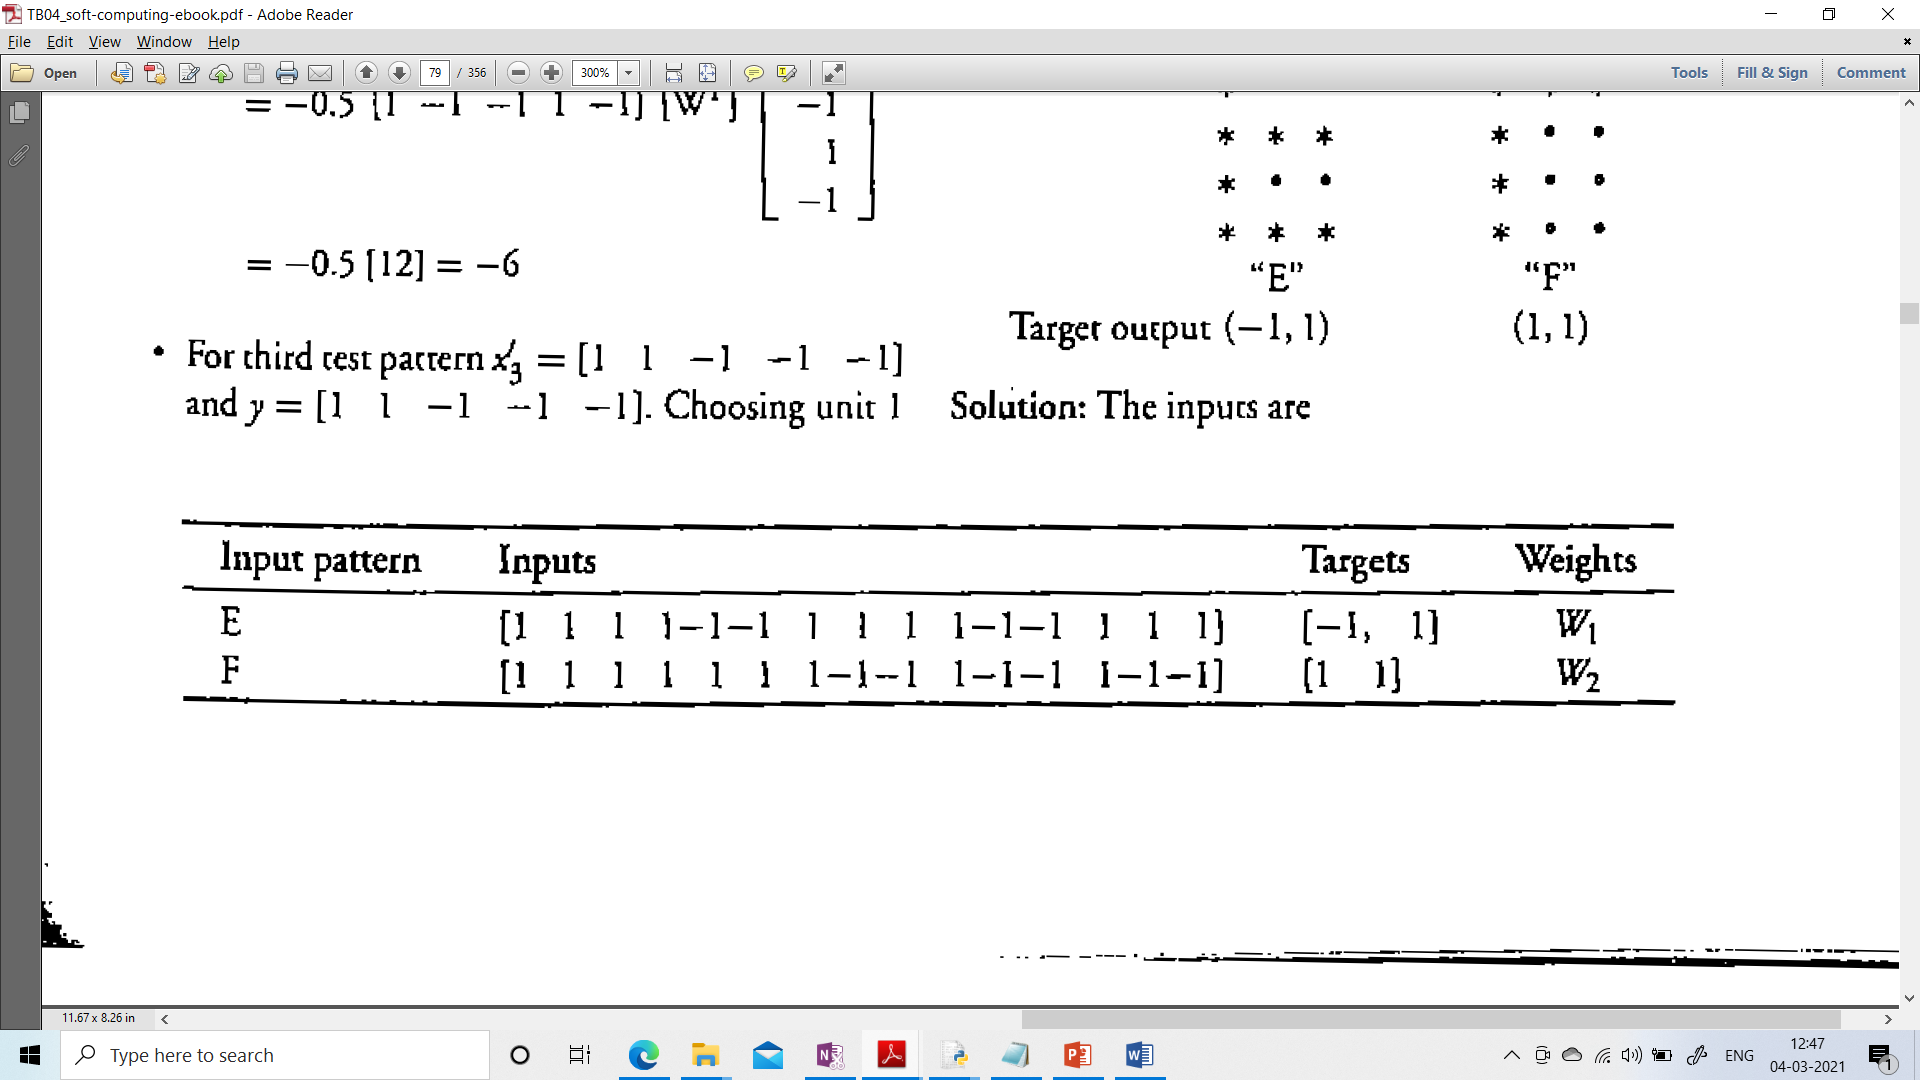 TB04_soft-computing-ebook.pdf - Adobe Reader
File Edit View Window Help
Open 79 / 356 300% Tools Fill & Sign Comment
= −0.5 [1 −1 −1 1 −1] [W¹] [ −1
1
−1 ]
= −0.5 [12] = −6
• For third test pattern x′₃ = [1 1 −1 −1 −1]
and y = [1 1 −1 −1 −1]. Choosing unit 1
* * * * • •
* • • * • •
* * * * • •
“E” “F”
Target output (−1, 1) (1, 1)
Solution: The inputs are
Input pattern Inputs Targets Weights
E [1 1 1 1−1−1 1 1 1 1−1−1 1 1 1] [−1, 1] W₁
F [1 1 1 1 1 1 1−1−1 1−1−1 1−1−1] [1 1] W₂
11.67 x 8.26 in
Type here to search
ENG
12:47
04-03-2021
1